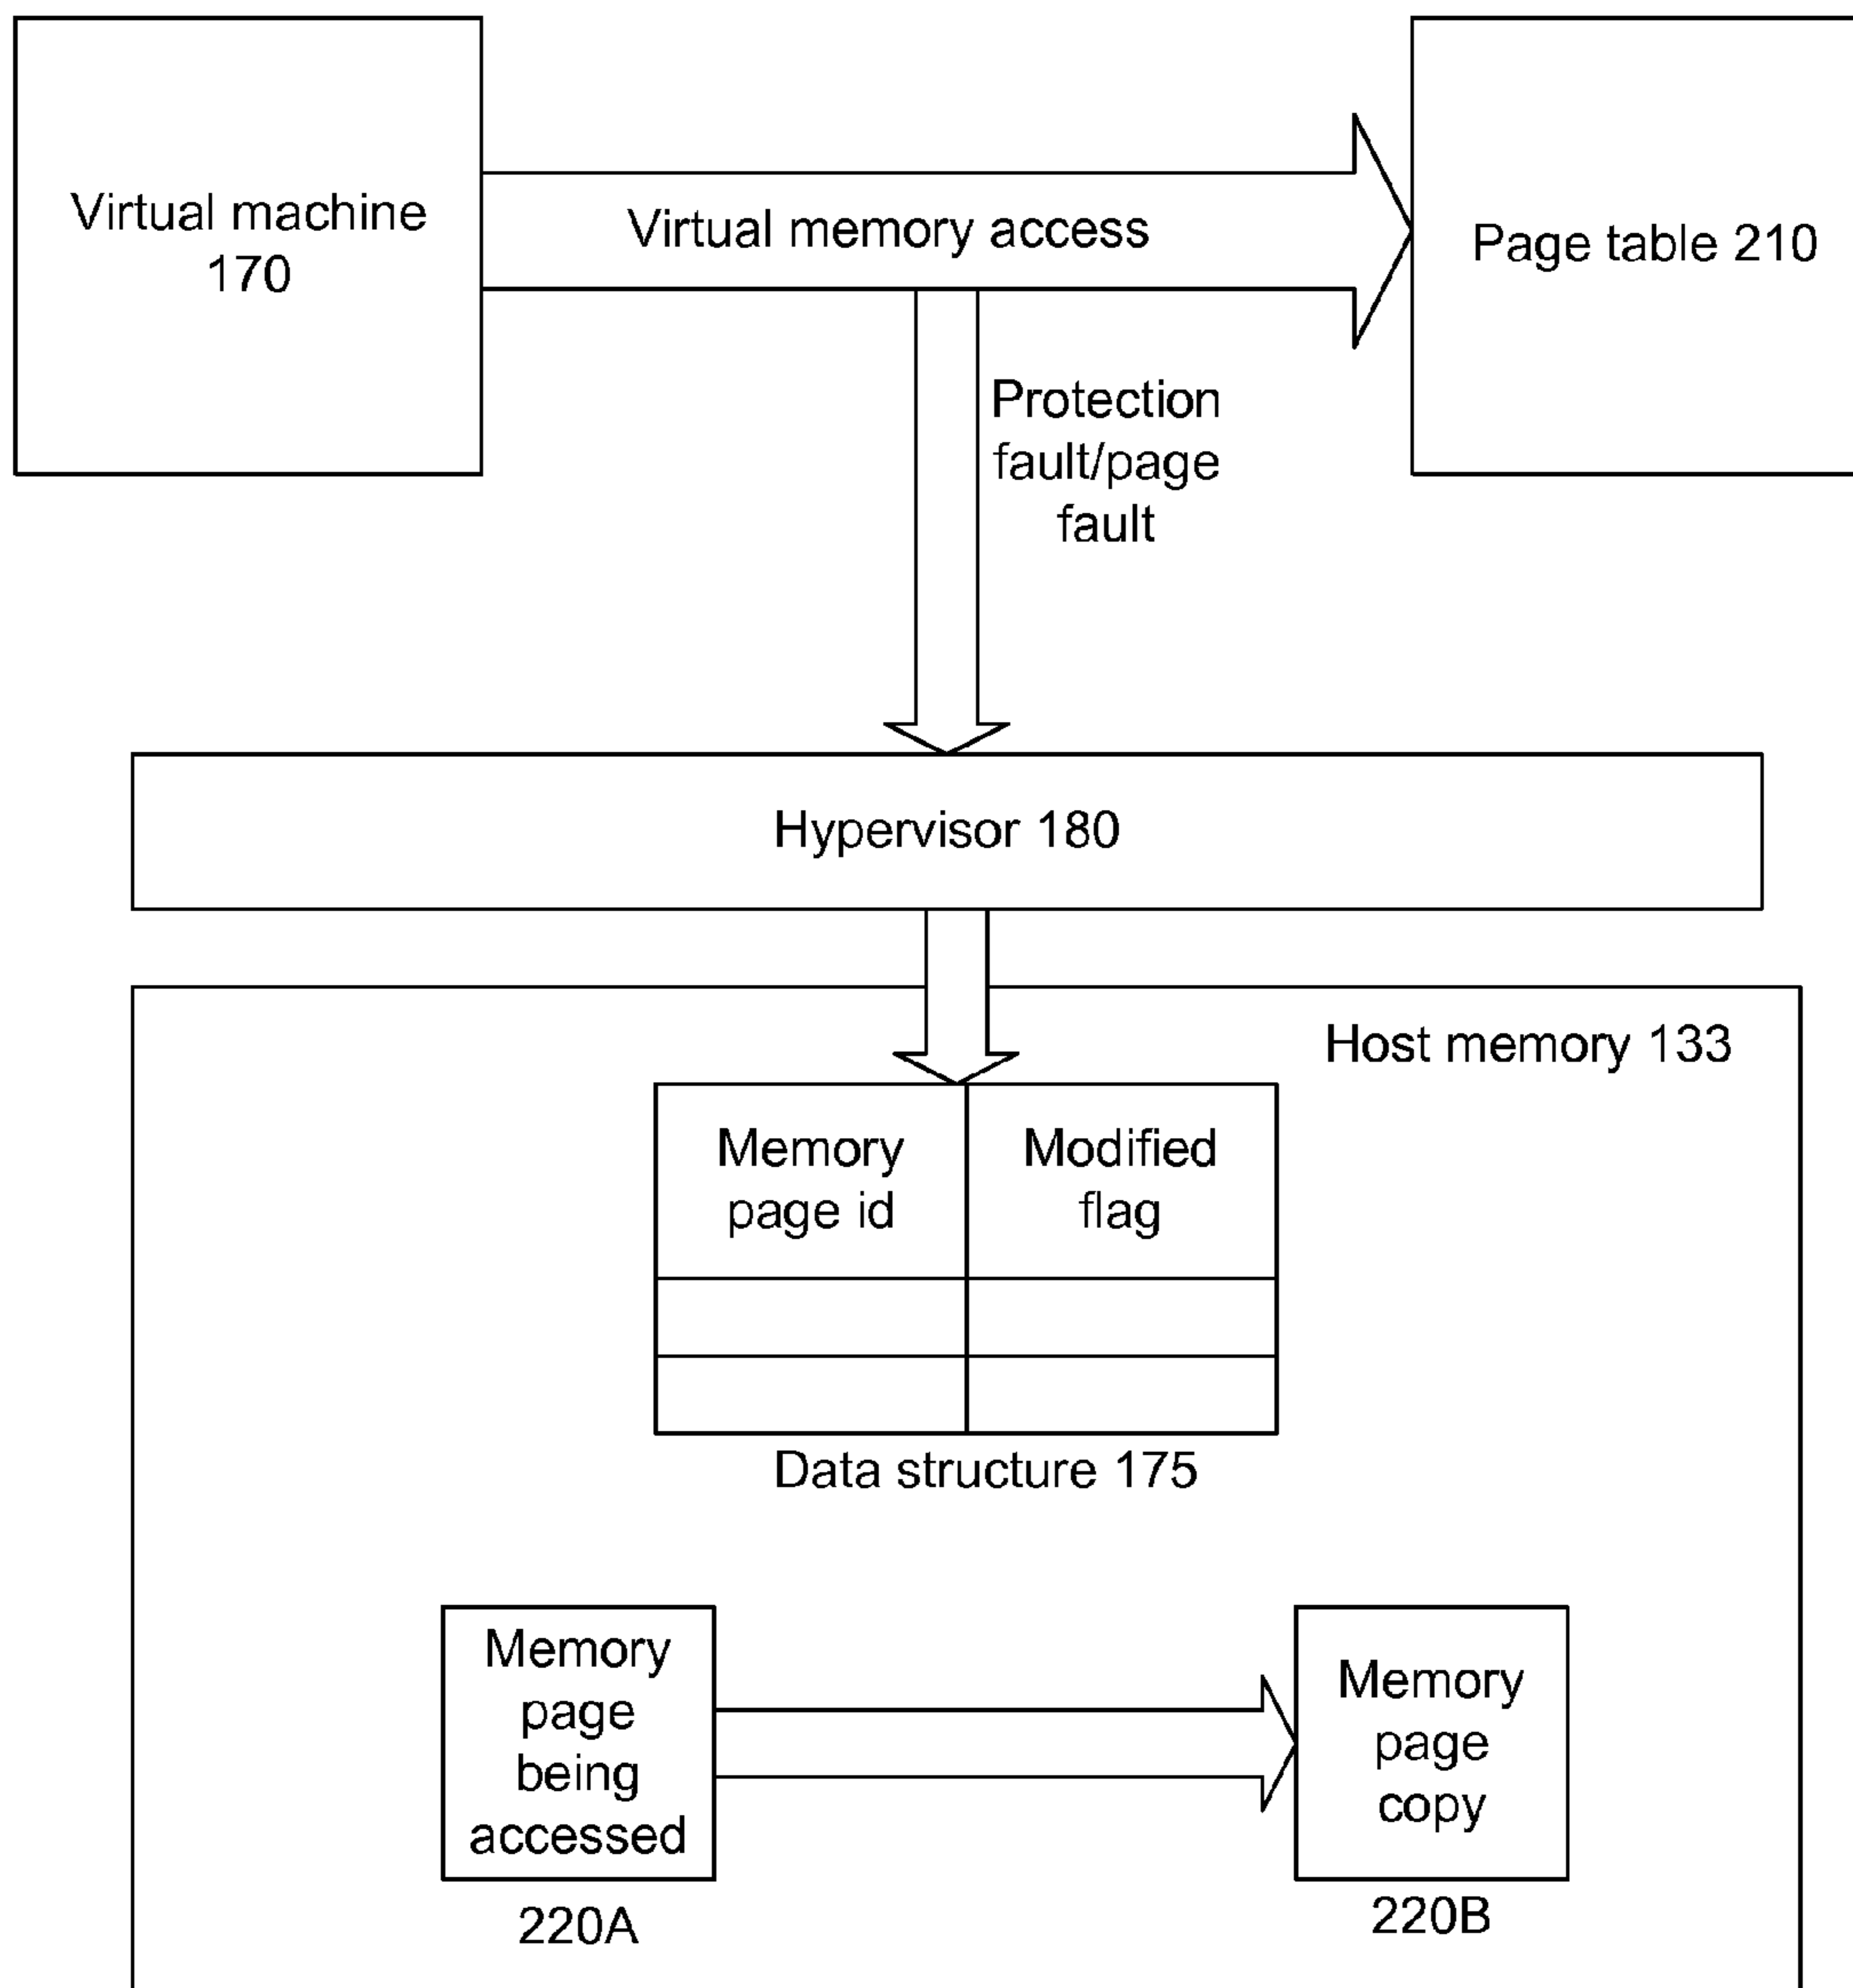 Virtual machine
170
Virtual memory access
Page table 210
Protection
fault/page
fault
Hypervisor 180
Host memory 133
Memory
page id
Modified
flag
Data structure 175
Memory
page
being
accessed
220A
Memory
page
copy
220B